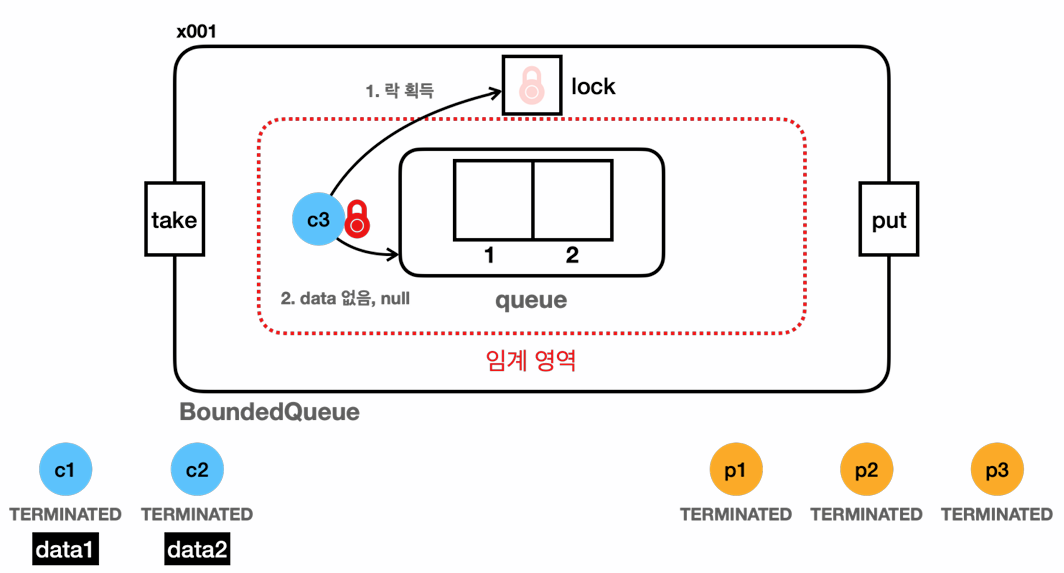 x001
1. 락 획득
lock
take
c3
put
1
2
2. data 없음, null
queue
임계 영역
BoundedQueue
c1
c2
p1
p2
p3
TERMINATED
TERMINATED
TERMINATED
TERMINATED
TERMINATED
data1
data2